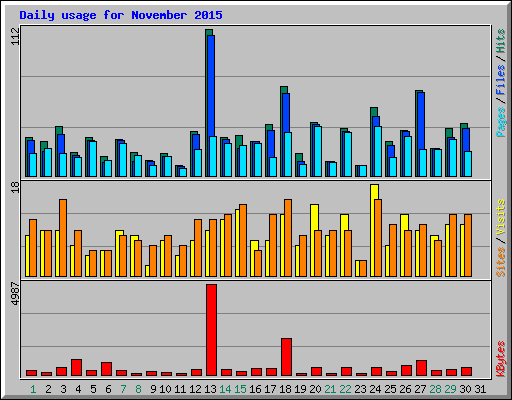 Daily usage for November 2015
112
Pages/Files/Hits
18
Sites/Visits
4987
KBytes
1 2 3 4 5 6 7 8 9 10 11 12 13 14 15 16 17 18 19 20 21 22 23 24 25 26 27 28 29 30 31